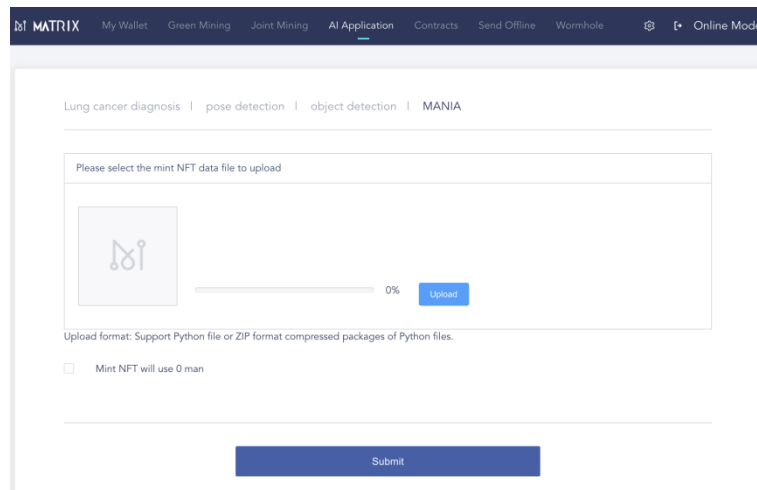 MATRIX My Wallet Green Mining Joint Mining AI Application Contracts Send Offline Wormhole Online Mode
Lung cancer diagnosis | pose detection | object detection | MANIA
Please select the mint NFT data file to upload
0% Upload
Upload format: Support Python file or ZIP format compressed packages of Python files.
Mint NFT will use 0 man
Submit